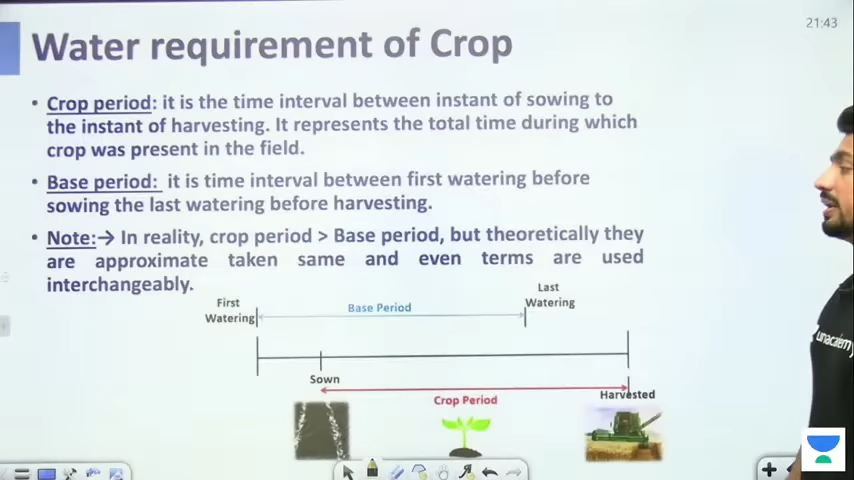 21:43
Water requirement of Crop
• Crop period: it is the time interval between instant of sowing to
the instant of harvesting. It represents the total time during which
crop was present in the field.
• Base period: it is time interval between first watering before
sowing the last watering before harvesting.
• Note:→ In reality, crop period > Base period, but theoretically they
are approximate taken same and even terms are used
interchangeably.
First
Watering
Base Period
Last
Watering
Sown
Harvested
Crop Period
unacademy